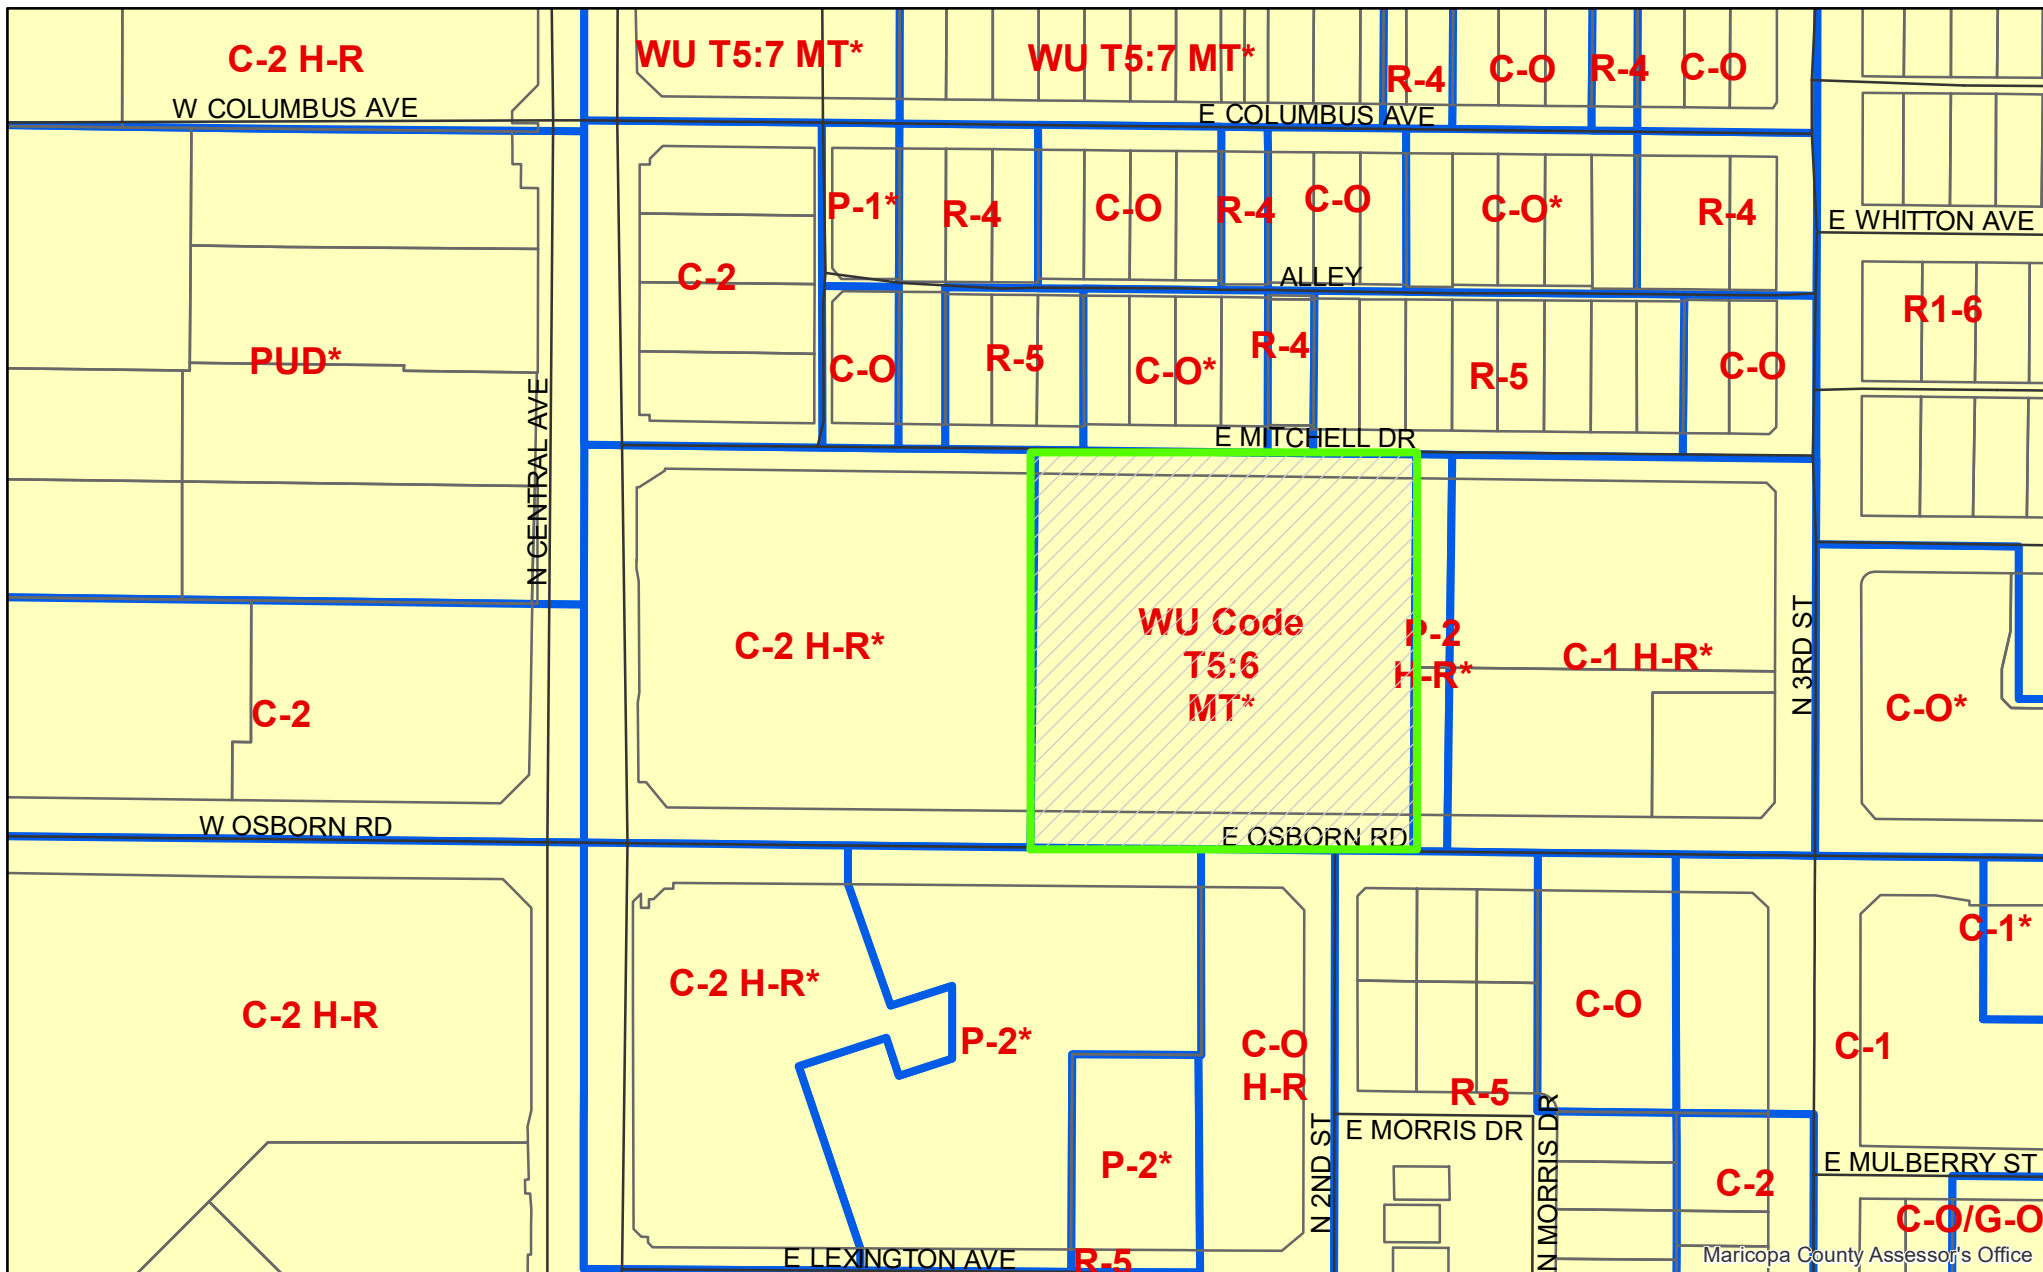 C-2 H-R
WU T5:7 MT*
WU T5:7 MT*
R-4
C-O
R-4
C-O
W COLUMBUS AVE
E COLUMBUS AVE
P-1*
R-4
C-O
R-4
C-O
C-O*
R-4
E WHITTON AVE
C-2
ALLEY
R1-6
PUD*
C-O
R-5
C-O*
R-4
R-5
C-O
N CENTRAL AVE
E MITCHELL DR
C-2 H-R*
WU Code
T5:6
MT*
P-2
H-R*
C-1 H-R*
N 3RD ST
C-O*
C-2
W OSBORN RD
E OSBORN RD
C-2 H-R
C-2 H-R*
P-2*
C-O
H-R
C-O
C-1*
C-1
R-5
P-2*
N 2ND ST
E MORRIS DR
N MORRIS DR
C-2
E MULBERRY ST
C-O/G-O
E LEXINGTON AVE
R-5
Maricopa County Assessor's Office